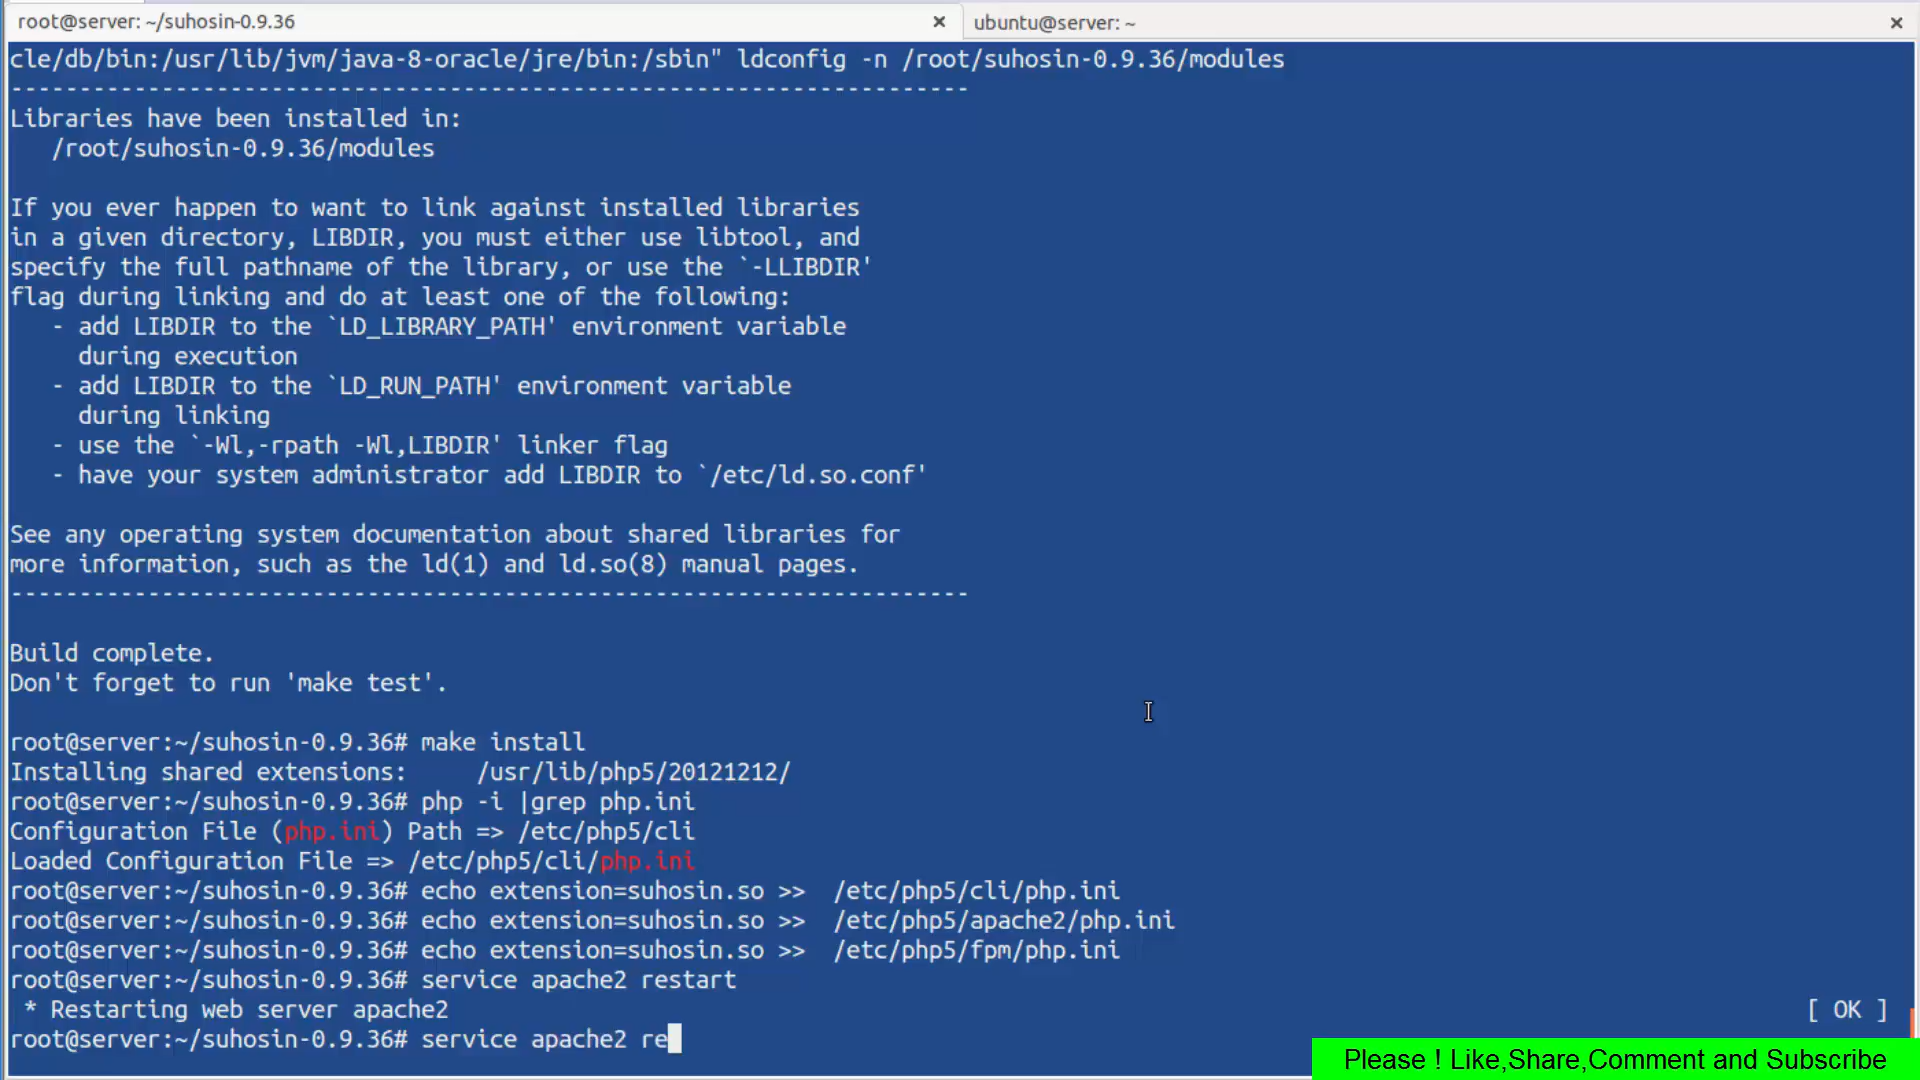 root@server: ~/suhosin-0.9.36 × ubuntu@server: ~ ×
cle/db/bin:/usr/lib/jvm/java-8-oracle/jre/bin:/sbin" ldconfig -n /root/suhosin-0.9.36/modules
----------------------------------------------------------------------
Libraries have been installed in:
   /root/suhosin-0.9.36/modules

If you ever happen to want to link against installed libraries
in a given directory, LIBDIR, you must either use libtool, and
specify the full pathname of the library, or use the `-LLIBDIR'
flag during linking and do at least one of the following:
   - add LIBDIR to the `LD_LIBRARY_PATH' environment variable
     during execution
   - add LIBDIR to the `LD_RUN_PATH' environment variable
     during linking
   - use the `-Wl,-rpath -Wl,LIBDIR' linker flag
   - have your system administrator add LIBDIR to `/etc/ld.so.conf'

See any operating system documentation about shared libraries for
more information, such as the ld(1) and ld.so(8) manual pages.
----------------------------------------------------------------------

Build complete.
Don't forget to run 'make test'.

root@server:~/suhosin-0.9.36# make install
Installing shared extensions:     /usr/lib/php5/20121212/
root@server:~/suhosin-0.9.36# php -i |grep php.ini
Configuration File (php.ini) Path => /etc/php5/cli
Loaded Configuration File => /etc/php5/cli/php.ini
root@server:~/suhosin-0.9.36# echo extension=suhosin.so >>  /etc/php5/cli/php.ini
root@server:~/suhosin-0.9.36# echo extension=suhosin.so >>  /etc/php5/apache2/php.ini
root@server:~/suhosin-0.9.36# echo extension=suhosin.so >>  /etc/php5/fpm/php.ini
root@server:~/suhosin-0.9.36# service apache2 restart
 * Restarting web server apache2 [ OK ]
root@server:~/suhosin-0.9.36# service apache2 re
Please ! Like,Share,Comment and Subscribe